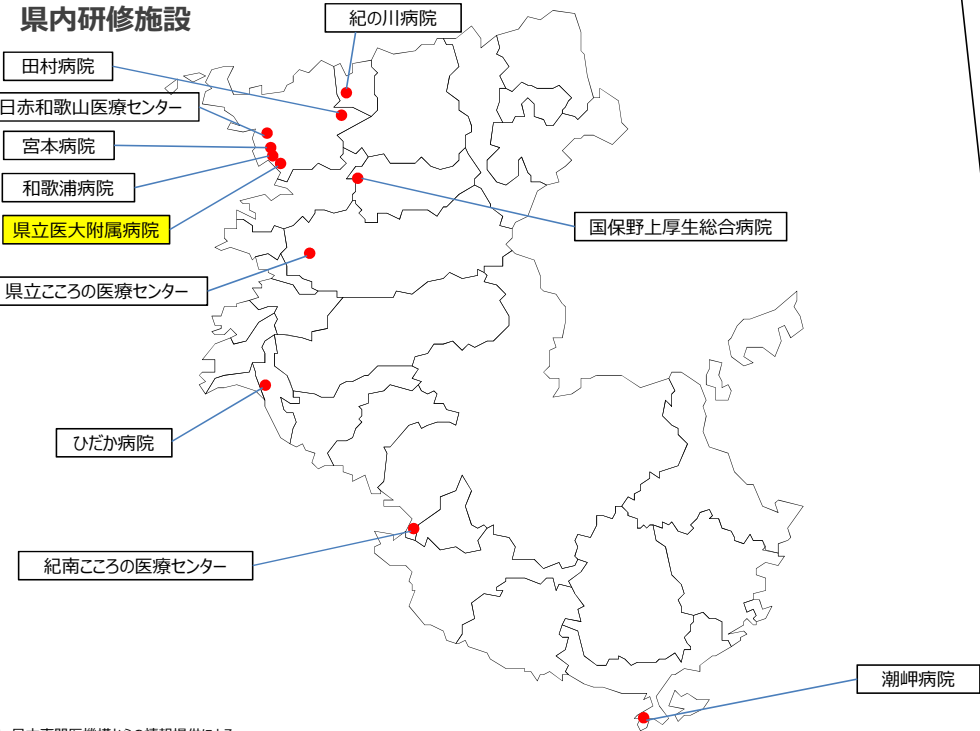 県内研修施設
紀の川病院
田村病院
日赤和歌山医療センター
宮本病院
和歌浦病院
県立医大附属病院
国保野上厚生総合病院
県立こころの医療センター
ひだか病院
紀南こころの医療センター
潮岬病院